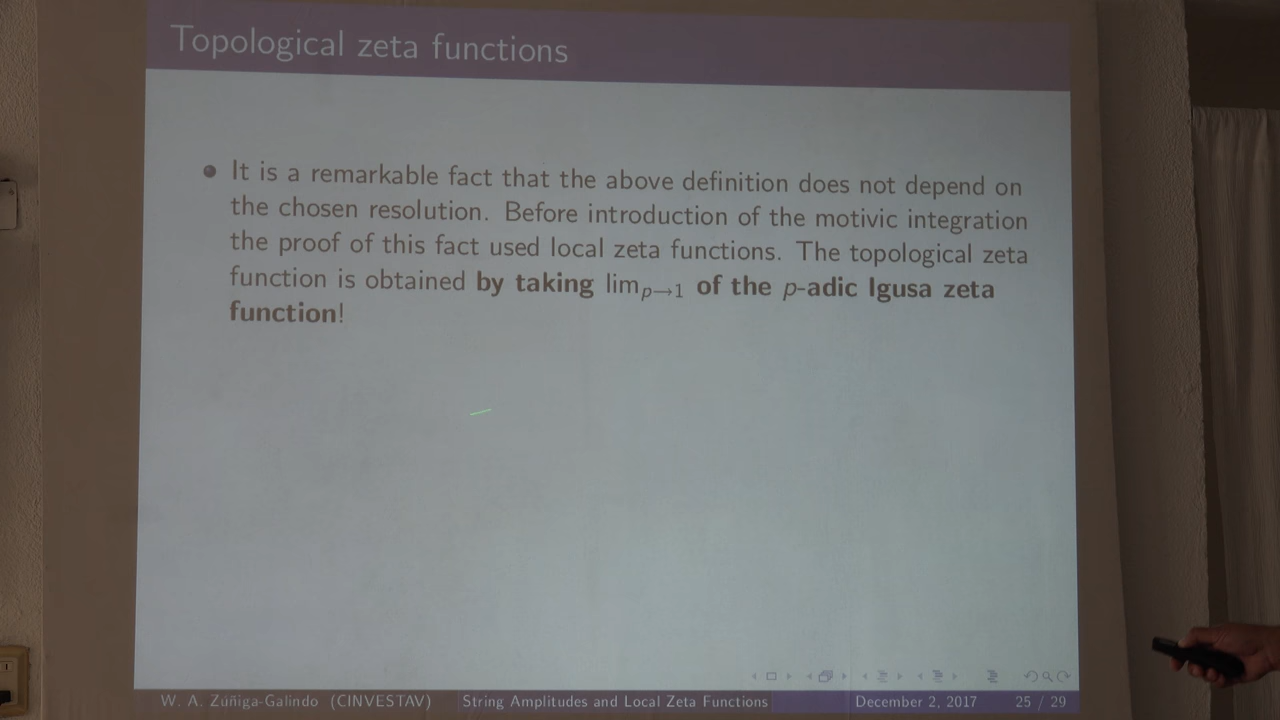 Topological zeta functions
It is a remarkable fact that the above definition does not depend on
the chosen resolution. Before introduction of the motivic integration
the proof of this fact used local zeta functions. The topological zeta
function is obtained by taking lim_{p→1} of the p-adic Igusa zeta
function!
W. A. Zúñiga-Galindo (CINVESTAV) String Amplitudes and Local Zeta Functions December 2, 2017 25 / 29